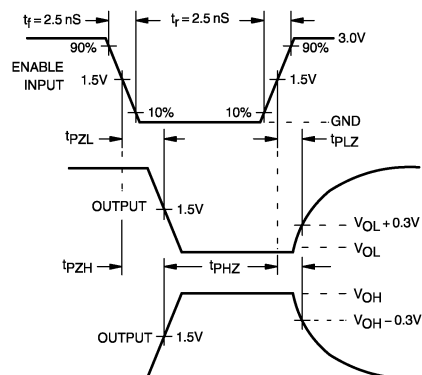 tf = 2.5 nS tr = 2.5 nS
90% 90% 3.0V
ENABLE INPUT 1.5V 1.5V
10% 10% GND
tPZL tPLZ
OUTPUT 1.5V VOL + 0.3V
VOL
tPZH tPHZ
VOH
VOH – 0.3V
OUTPUT 1.5V